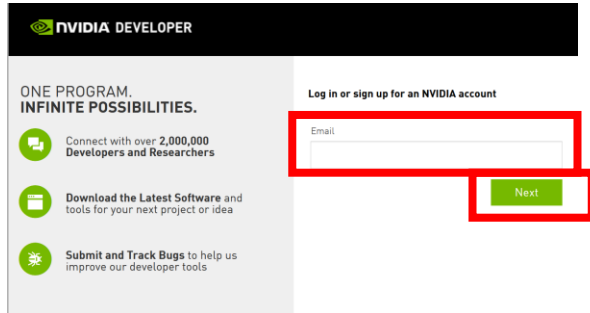 NVIDIA DEVELOPER
ONE PROGRAM.
INFINITE POSSIBILITIES.
Connect with over 2,000,000
Developers and Researchers
Download the Latest Software and
tools for your next project or idea
Submit and Track Bugs to help us
improve our developer tools
Log in or sign up for an NVIDIA account
Email
Next